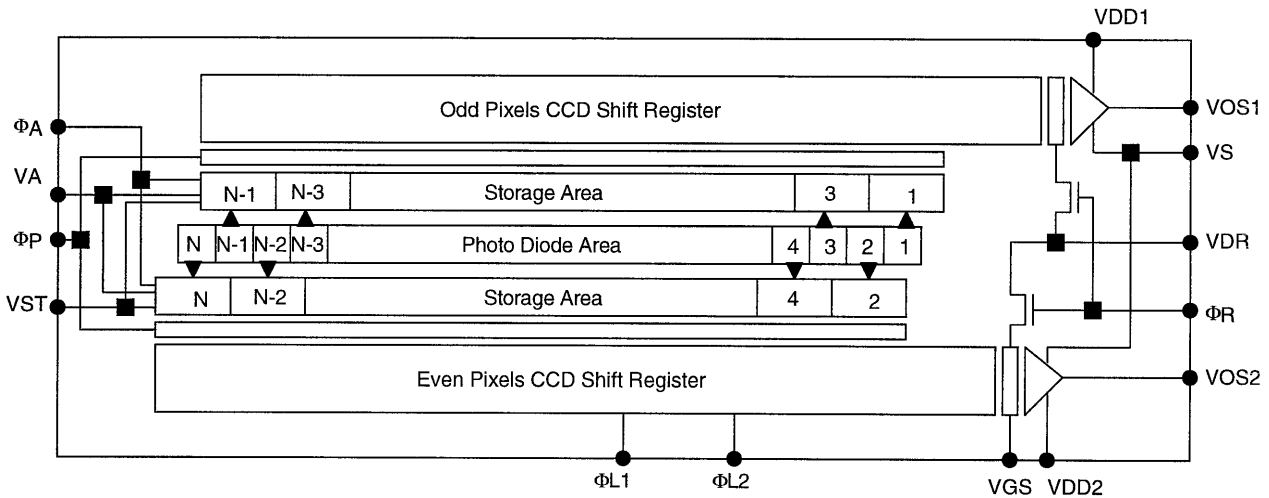 VDD1
Odd Pixels CCD Shift Register
VOS1
ΦA
VS
VA
N-1 N-3 Storage Area 3 1
ΦP
N N-1 N-2 N-3 Photo Diode Area 4 3 2 1
VDR
VST
N N-2 Storage Area 4 2
ΦR
Even Pixels CCD Shift Register
VOS2
ΦL1 ΦL2 VGS VDD2